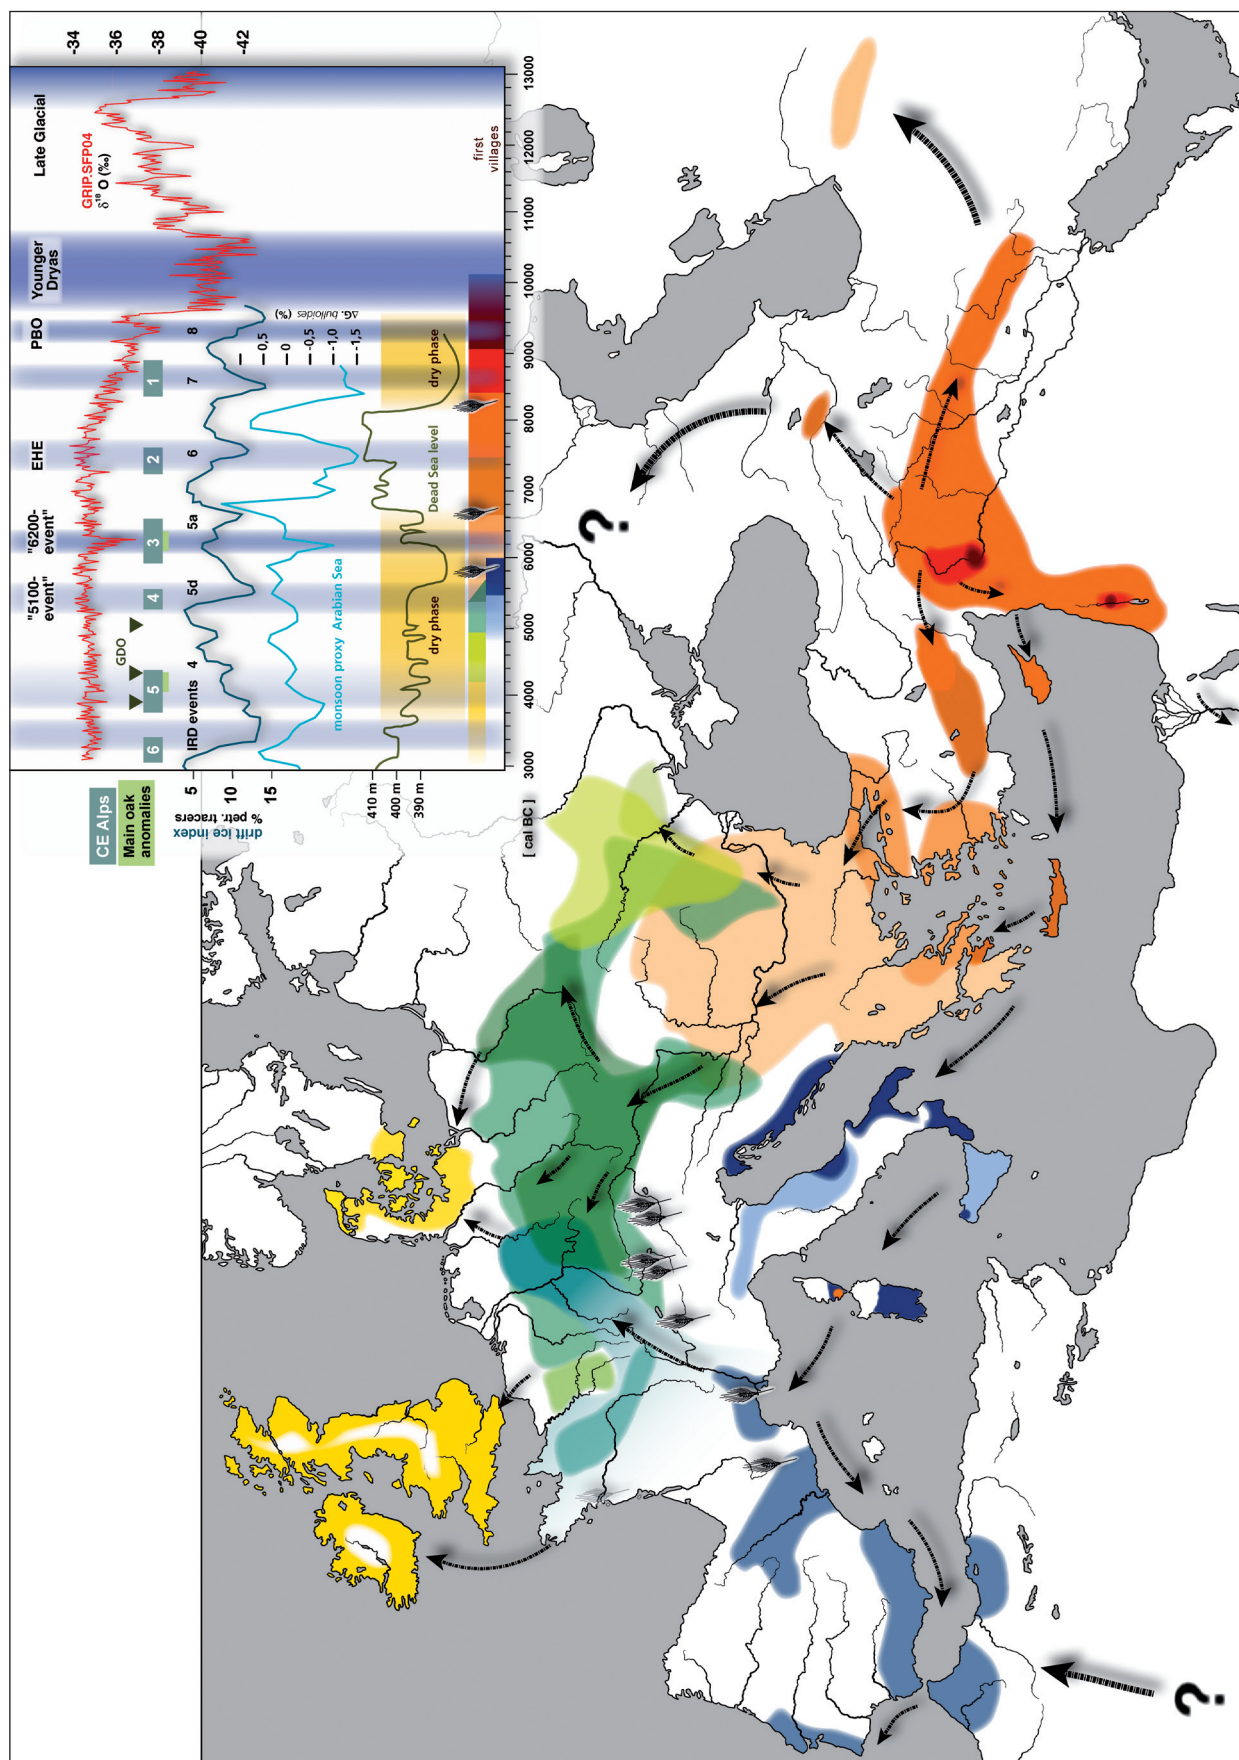 Late Glacial
Younger
Dryas
PBO
EHE
"6200-
event"
"5100-
event"
-34
-36
-38
-40
-42
GRIP.SFP04
δ¹⁸ O (‰)
GDO
6
5
4
3
2
1
CE Alps
Main oak
anomalies
IRD events
4
5d
5a
6
7
8
5
10
15
drift ice index
% petr. tracers
ΔG. bulloides (%)
-0,5
-0
-0,5
-1,0
-1,5
monsoon proxy Arabian Sea
410 m
400 m
390 m
dry phase
Dead Sea level
dry phase
first
villages
[ cal BC ]
3000
4000
5000
6000
6000
7000
8000
9000
10000
11000
12000
13000
?
?